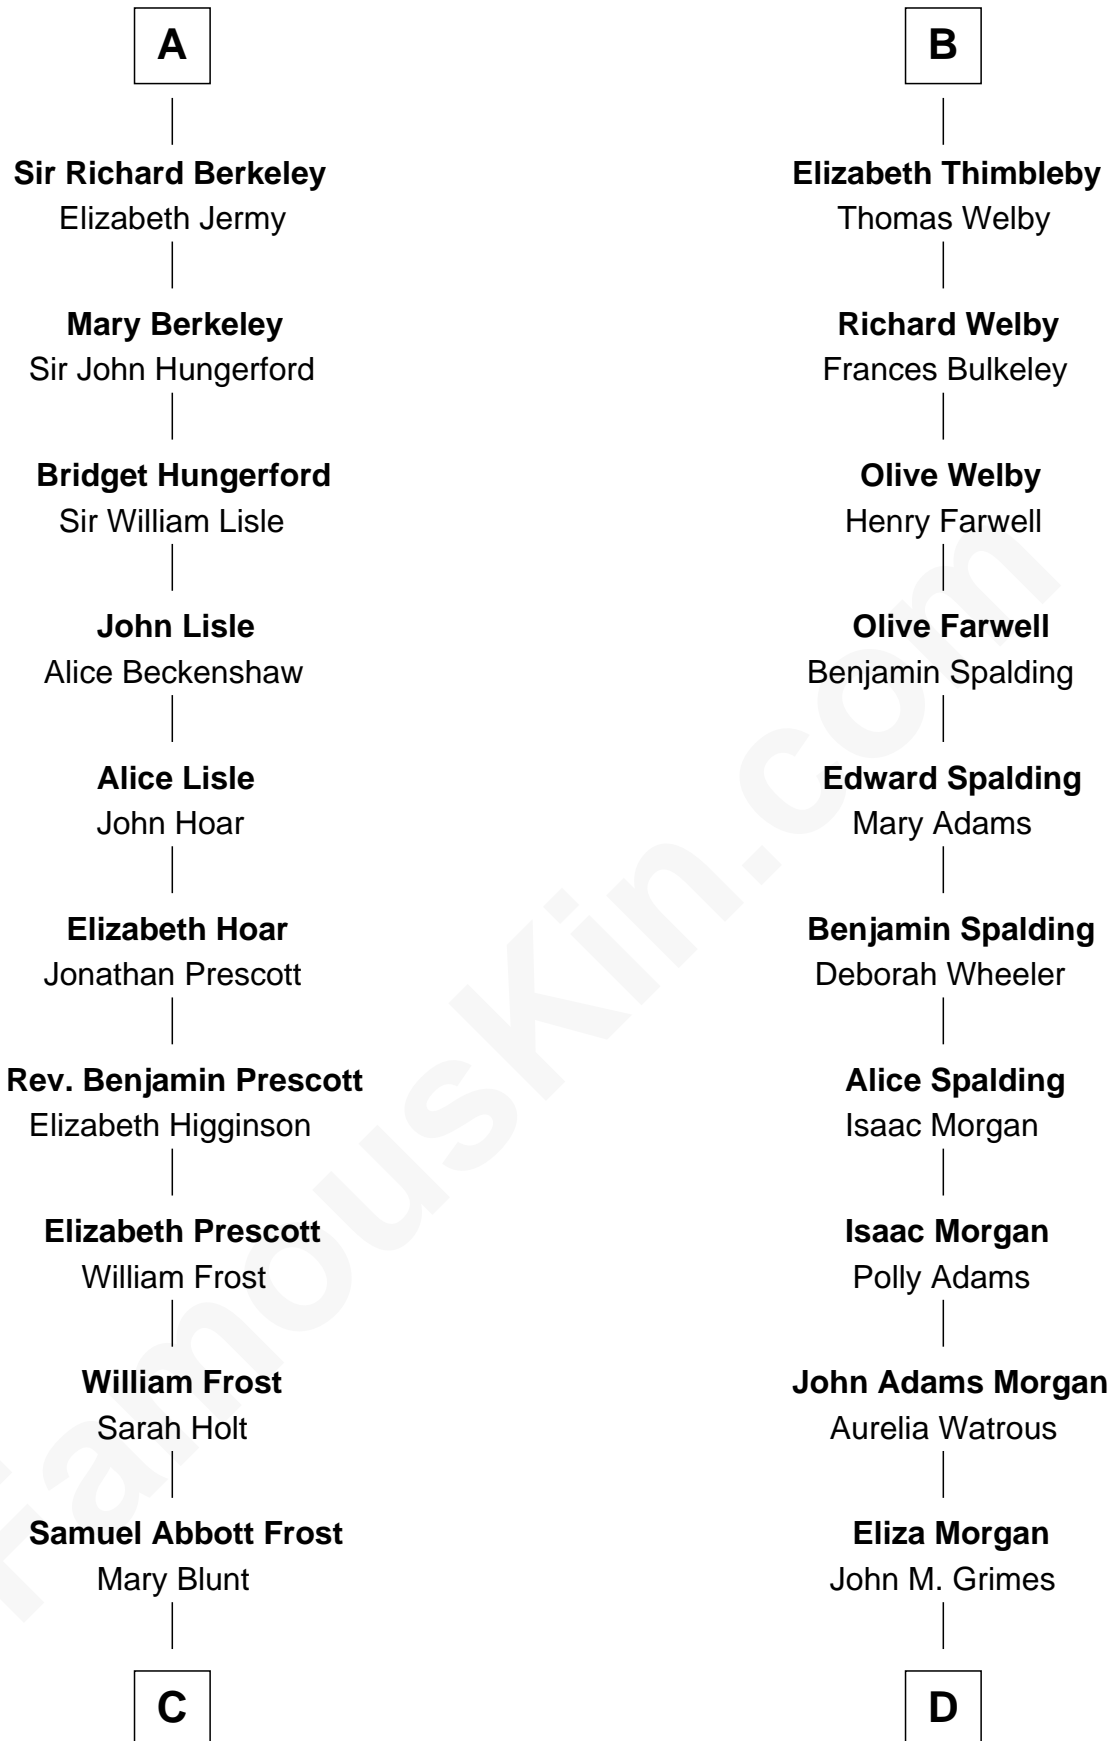 A
Sir Richard Berkeley
Elizabeth Jermy
Mary Berkeley
Sir John Hungerford
Bridget Hungerford
Sir William Lisle
John Lisle
Alice Beckenshaw
Alice Lisle
John Hoar
Elizabeth Hoar
Jonathan Prescott
Rev. Benjamin Prescott
Elizabeth Higginson
Elizabeth Prescott
William Frost
William Frost
Sarah Holt
Samuel Abbott Frost
Mary Blunt
C
B
Elizabeth Thimbleby
Thomas Welby
Richard Welby
Frances Bulkeley
Olive Welby
Henry Farwell
Olive Farwell
Benjamin Spalding
Edward Spalding
Mary Adams
Benjamin Spalding
Deborah Wheeler
Alice Spalding
Isaac Morgan
Isaac Morgan
Polly Adams
John Adams Morgan
Aurelia Watrous
Eliza Morgan
John M. Grimes
D
FamousKin.com